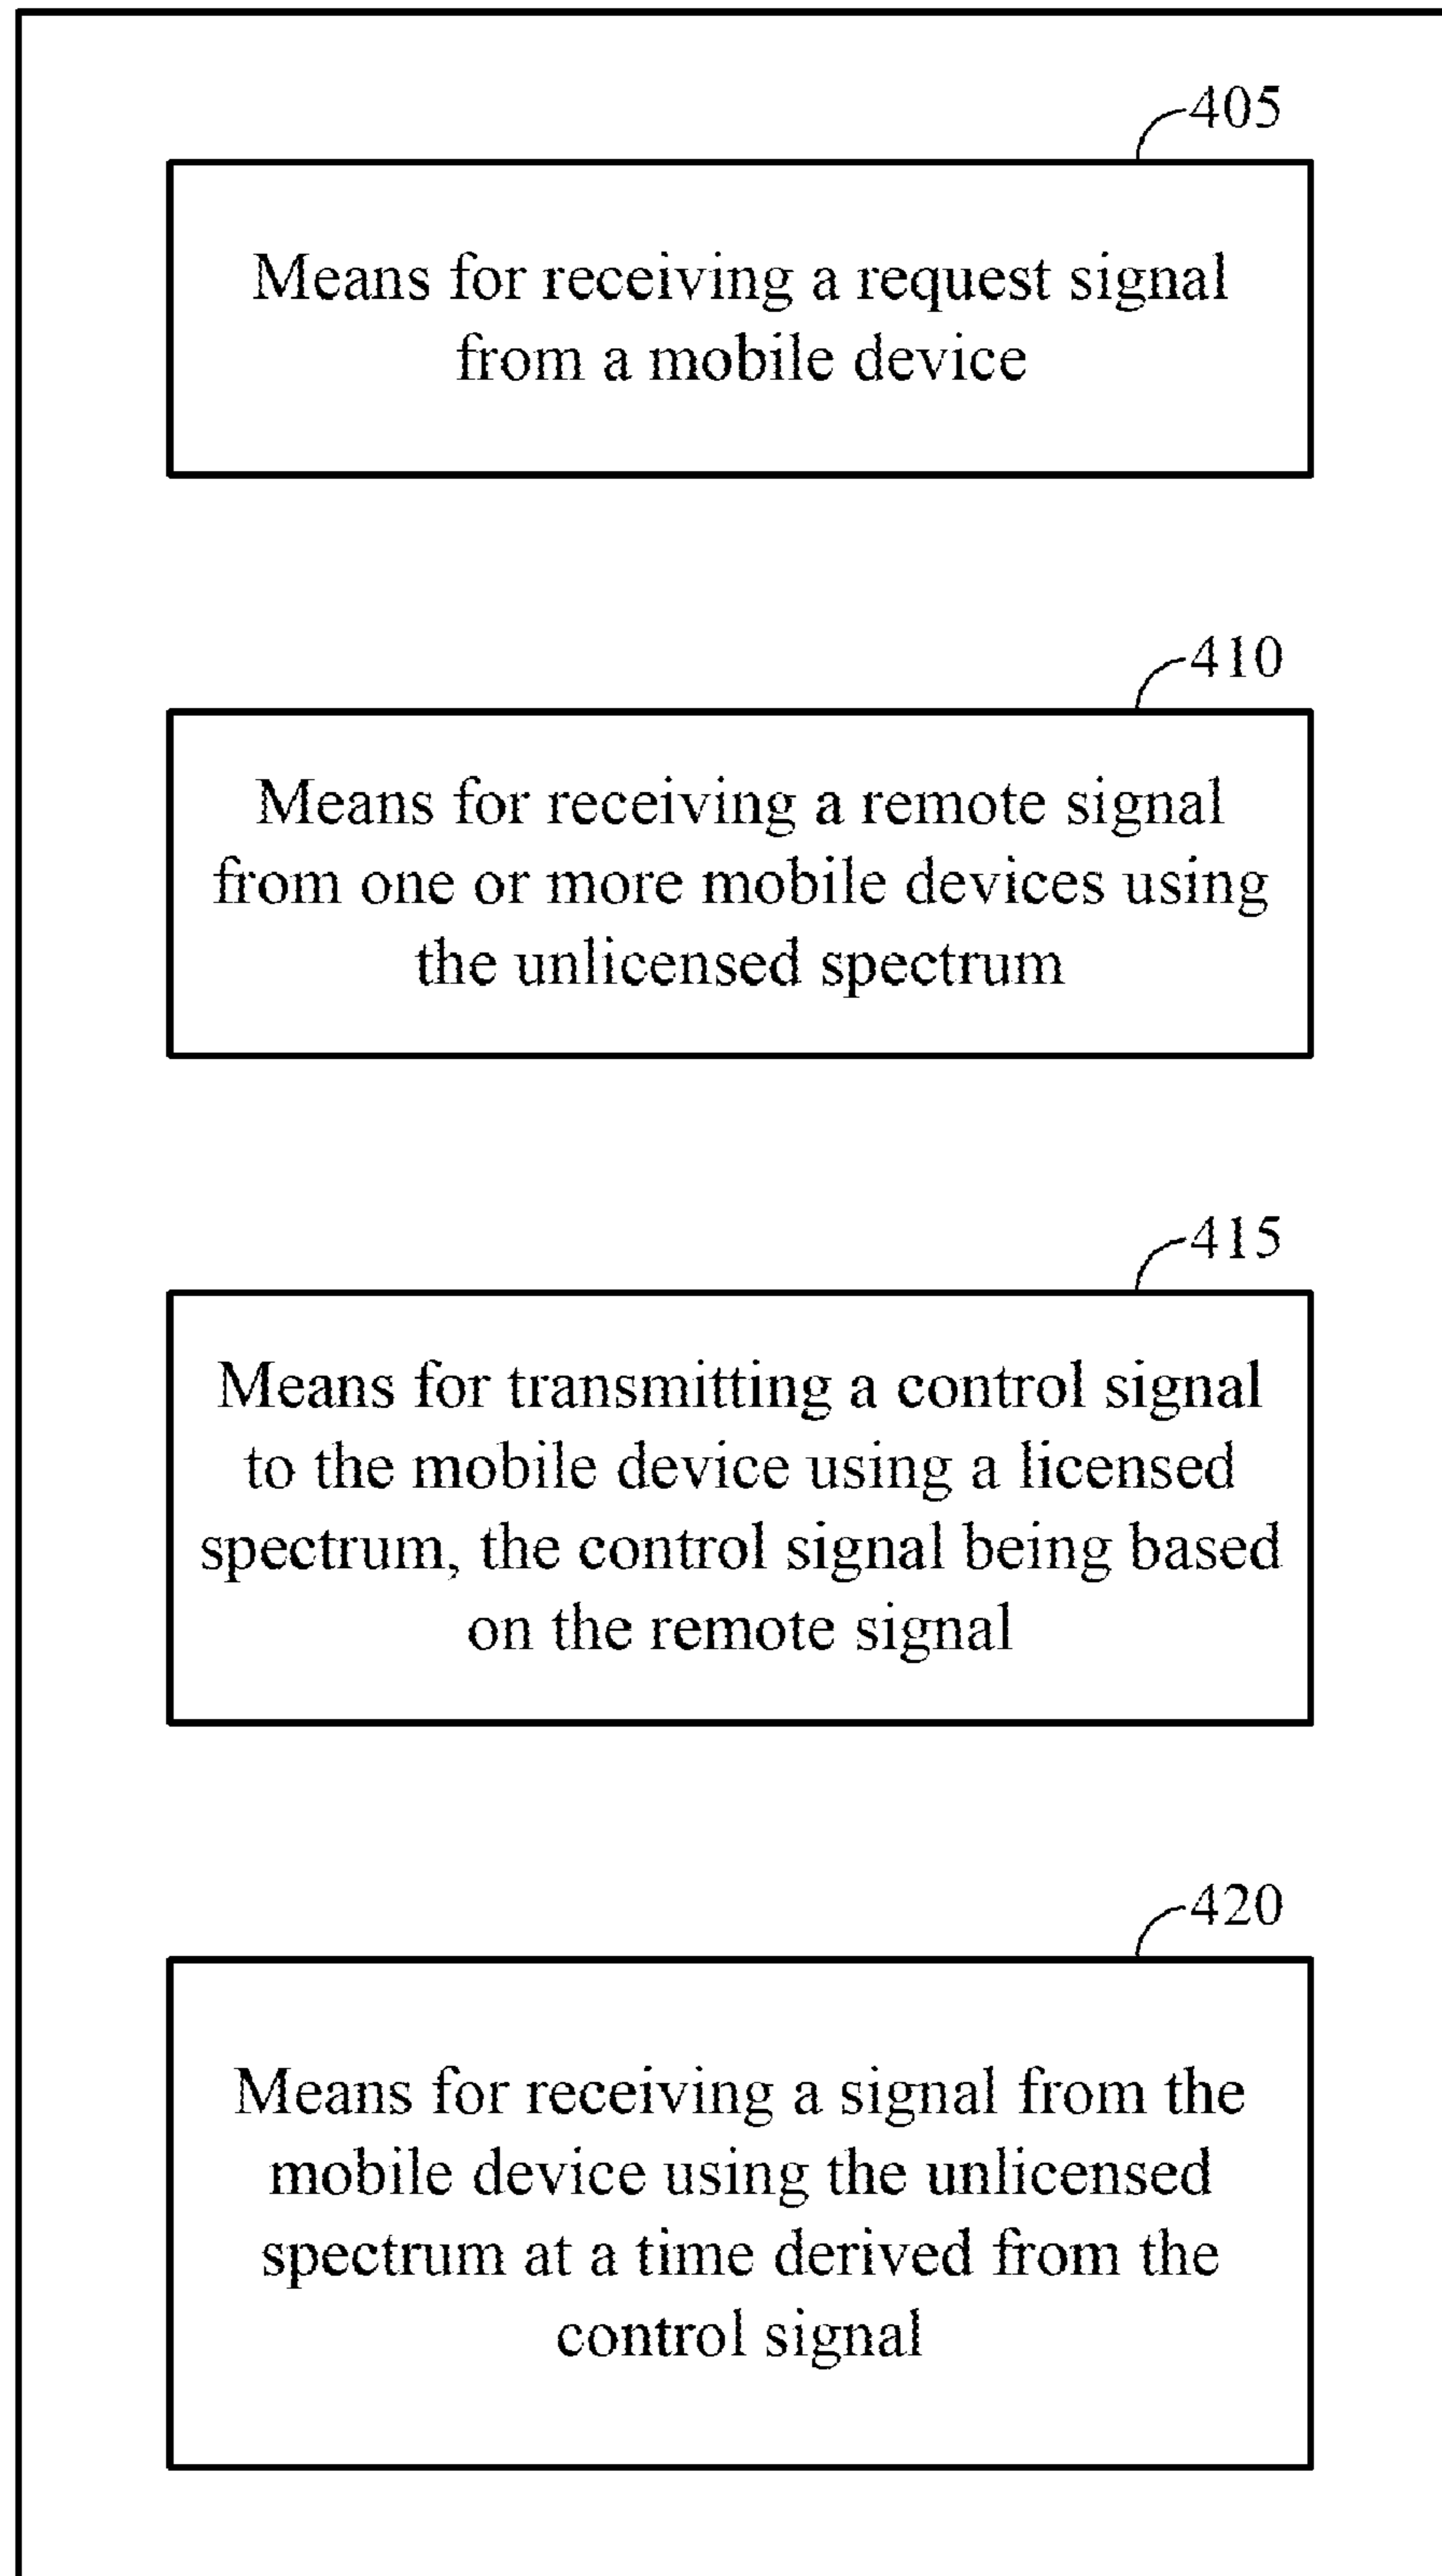 405
Means for receiving a request signal
from a mobile device
410
Means for receiving a remote signal
from one or more mobile devices using
the unlicensed spectrum
415
Means for transmitting a control signal
to the mobile device using a licensed
spectrum, the control signal being based
on the remote signal
420
Means for receiving a signal from the
mobile device using the unlicensed
spectrum at a time derived from the
control signal